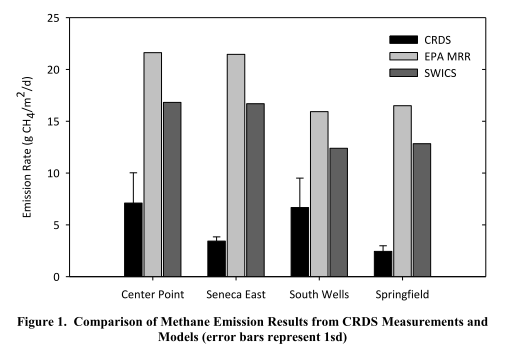 25
20
15
10
5
0
Emission Rate (g CH4/m2/d)
CRDS
EPA MRR
SWICS
Center Point
Seneca East
South Wells
Springfield
Figure 1. Comparison of Methane Emission Results from CRDS Measurements and
Models (error bars represent 1sd)